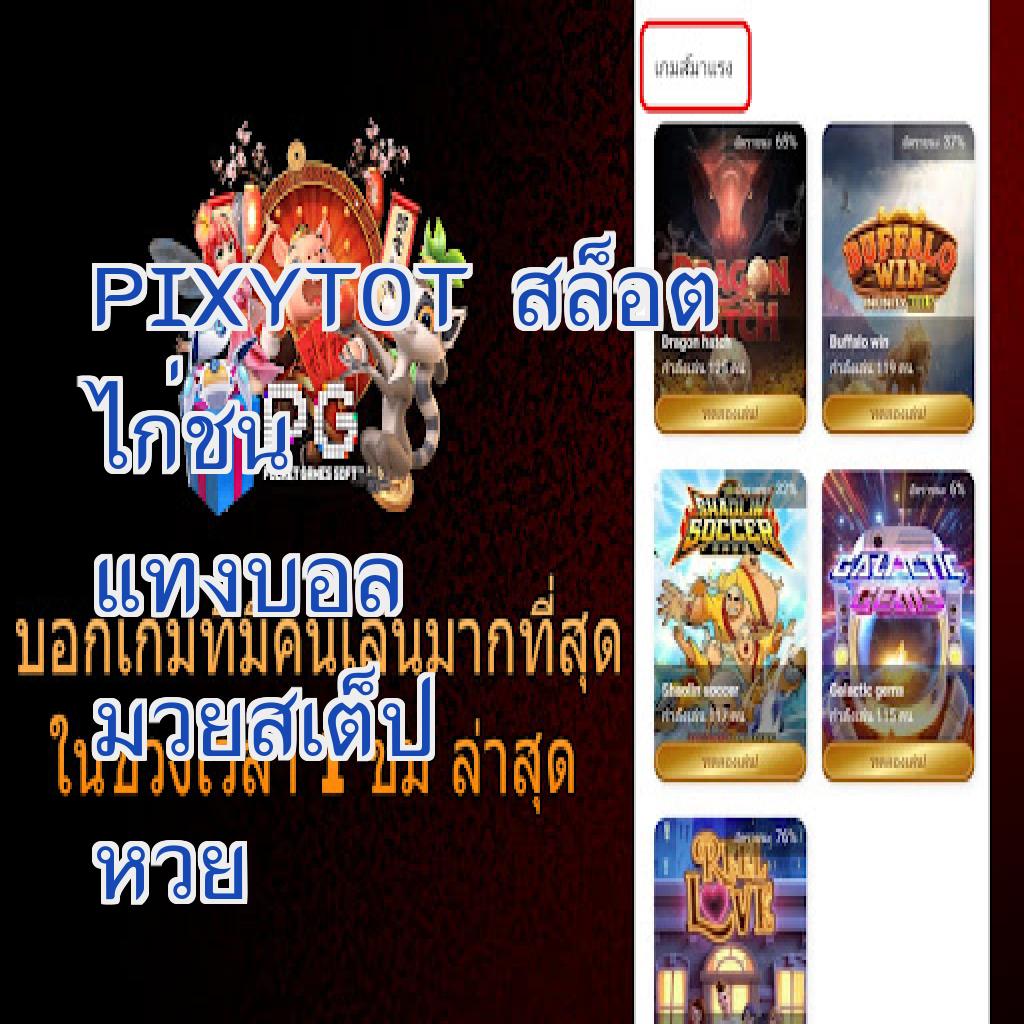 PIXYTOT สล็อต
ไก่ชน
แทงบอล
มวยสเต็ป
หวย
PG
POCKET GAMES SOFT
บอกเกมที่มีคนเล่นมากที่สุด
ในช่วงเวลา 1 ชม ล่าสุด
เกมส์มาแรง
อัตราชนะ 68%
DRAGON HATCH
Dragon hatch
กำลังเล่น 125 คน
ทดลองเล่น!
อัตราชนะ 37%
BUFFALO
WIN
Buffalo win
กำลังเล่น 119 คน
ทดลองเล่น!
SHAOLIN
SOCCER
Shaolin soccer
กำลังเล่น 117 คน
ทดลองเล่น!
อัตราชนะ 6%
GALACTIC
GEMS
Galactic gems
กำลังเล่น 115 คน
ทดลองเล่น!
อัตราชนะ 76%
REEL
LOVE